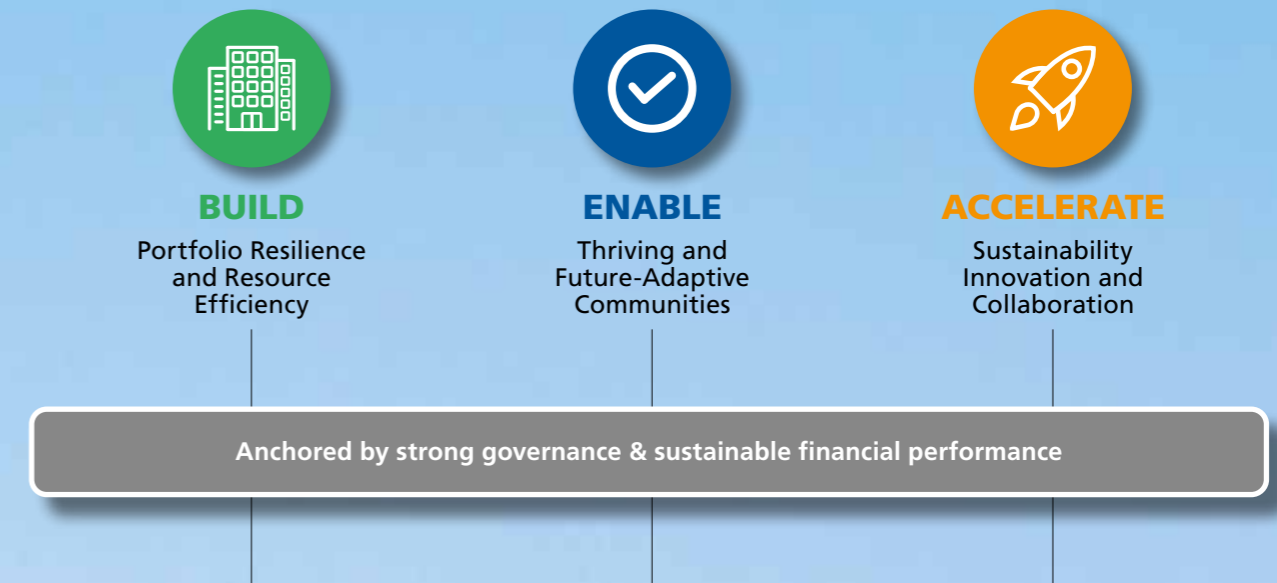 BUILD
Portfolio Resilience
and Resource
Efficiency
ENABLE
Thriving and
Future-Adaptive
Communities
ACCELERATE
Sustainability
Innovation and
Collaboration
Anchored by strong governance & sustainable financial performance